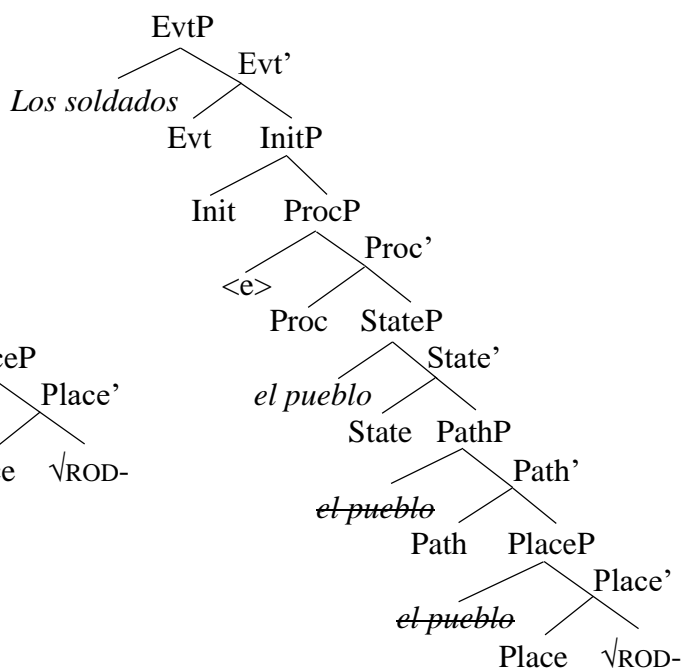 EvtP
Evt’
Los soldados
Evt InitP
Init ProcP
Proc’
<e>
Proc StateP
State’
el pueblo
State PathP
Path’
el pueblo
Path PlaceP
Place’
el pueblo
Place √ROD-
Place’
√ROD-